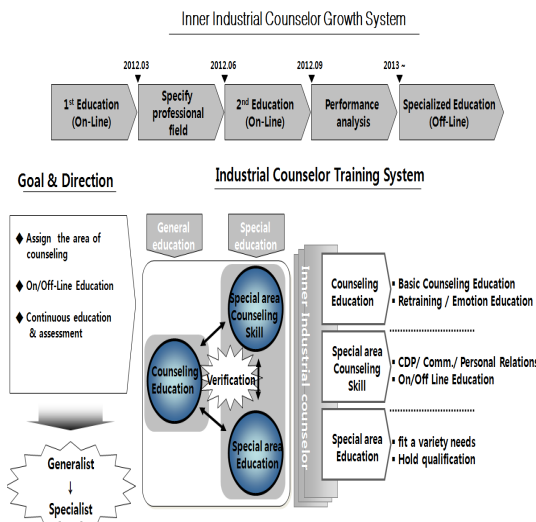 Inner Industrial Counselor Growth System
2012.03
2012.06
2012.09
2013 ~
1st Education
(On-Line)
Specify
professional
field
2nd Education
(On-Line)
Performance
analysis
Specialized Education
(Off-Line)
Goal & Direction
◆ Assign the area of
counseling
◆ On/Off-Line Education
◆ Continuous education
& assessment
Generalist
↓
Specialist
Industrial Counselor Training System
General
education
Special
education
Special area
Counseling
Skill
Counseling
Education
Verification
Special area
Education
Inner Industrial counselor
Counseling
Education
▪ Basic Counseling Education
▪ Retraining / Emotion Education
Special area
Counseling
Skill
▪ CDP/ Comm./ Personal Relations
▪ On/Off Line Education
Special area
Education
▪ fit a variety needs
▪ Hold qualification